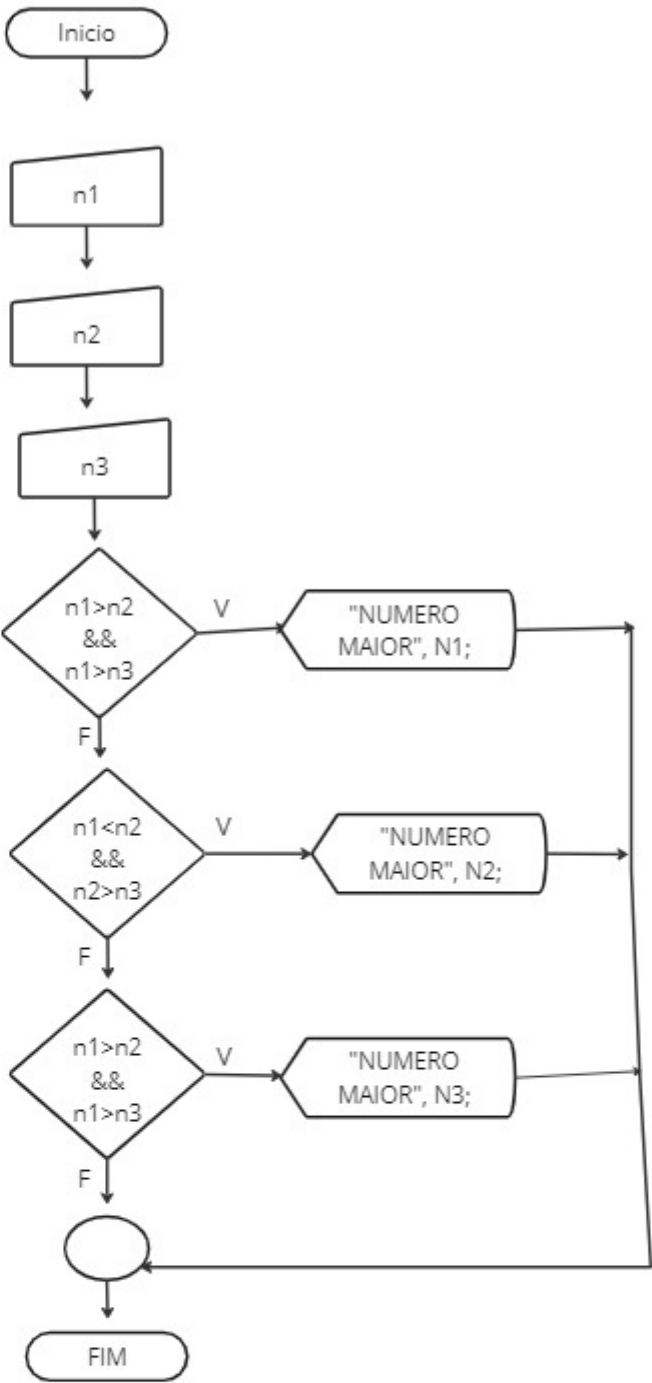 Inicio
n1
n2
n3
n1>n2
&&
n1>n3
V
"NUMERO
MAIOR", N1;
F
n1<n2
&&
n2>n3
V
"NUMERO
MAIOR", N2;
F
n1>n2
&&
n1>n3
V
"NUMERO
MAIOR", N3;
F
FIM